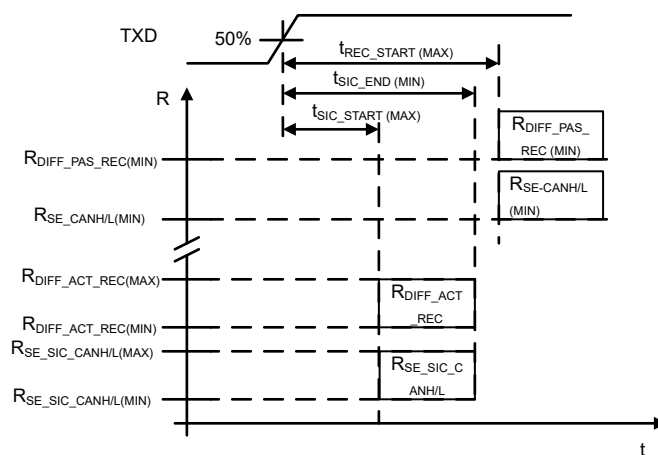 TXD
50%
tREC_START (MAX)
tSIC_END (MIN)
tSIC_START (MAX)
R
RDIFF_PAS_
REC (MIN)
RDIFF_PAS_REC(MIN)
RSE-CANH/L
(MIN)
RSE_CANH/L(MIN)
RDIFF_ACT_REC(MAX)
RDIFF_ACT
_REC
RDIFF_ACT_REC(MIN)
RSE_SIC_CANH/L(MAX)
RSE_SIC_C
ANH/L
RSE_SIC_CANH/L(MIN)
t